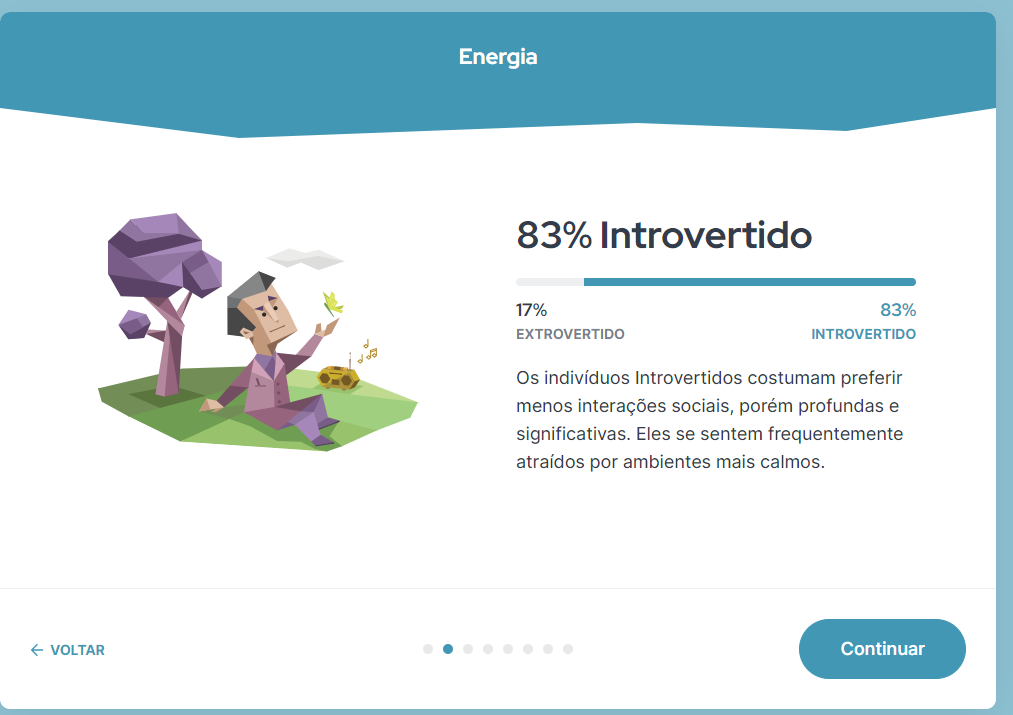 Energia
83% Introvertido
17%
83%
EXTROVERTIDO
INTROVERTIDO
Os indivíduos Introvertidos costumam preferir
menos interações sociais, porém profundas e
significativas. Eles se sentem frequentemente
atraídos por ambientes mais calmos.
← VOLTAR
Continuar